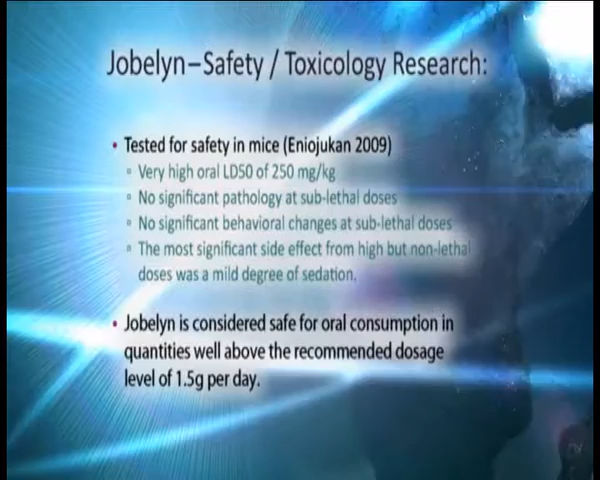 Jobelyn–Safety / Toxicology Research:
• Tested for safety in mice (Eniojukan 2009)
▫ Very high oral LD50 of 250 mg/kg
▫ No significant pathology at sub-lethal doses
▫ No significant behavioral changes at sub-lethal doses
▫ The most significant side effect from high but non-lethal
doses was a mild degree of sedation.
• Jobelyn is considered safe for oral consumption in
quantities well above the recommended dosage
level of 1.5g per day.